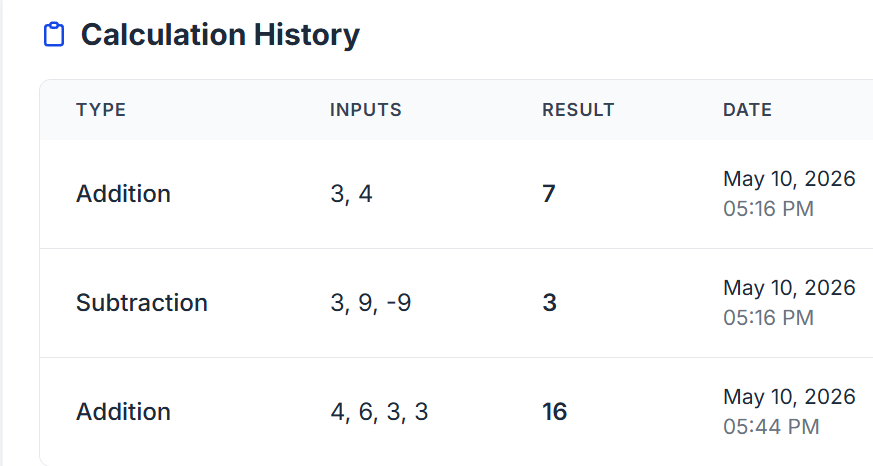 Calculation History
TYPE INPUTS RESULT DATE
Addition 3, 4 7 May 10, 2026
05:16 PM
Subtraction 3, 9, -9 3 May 10, 2026
05:16 PM
Addition 4, 6, 3, 3 16 May 10, 2026
05:44 PM